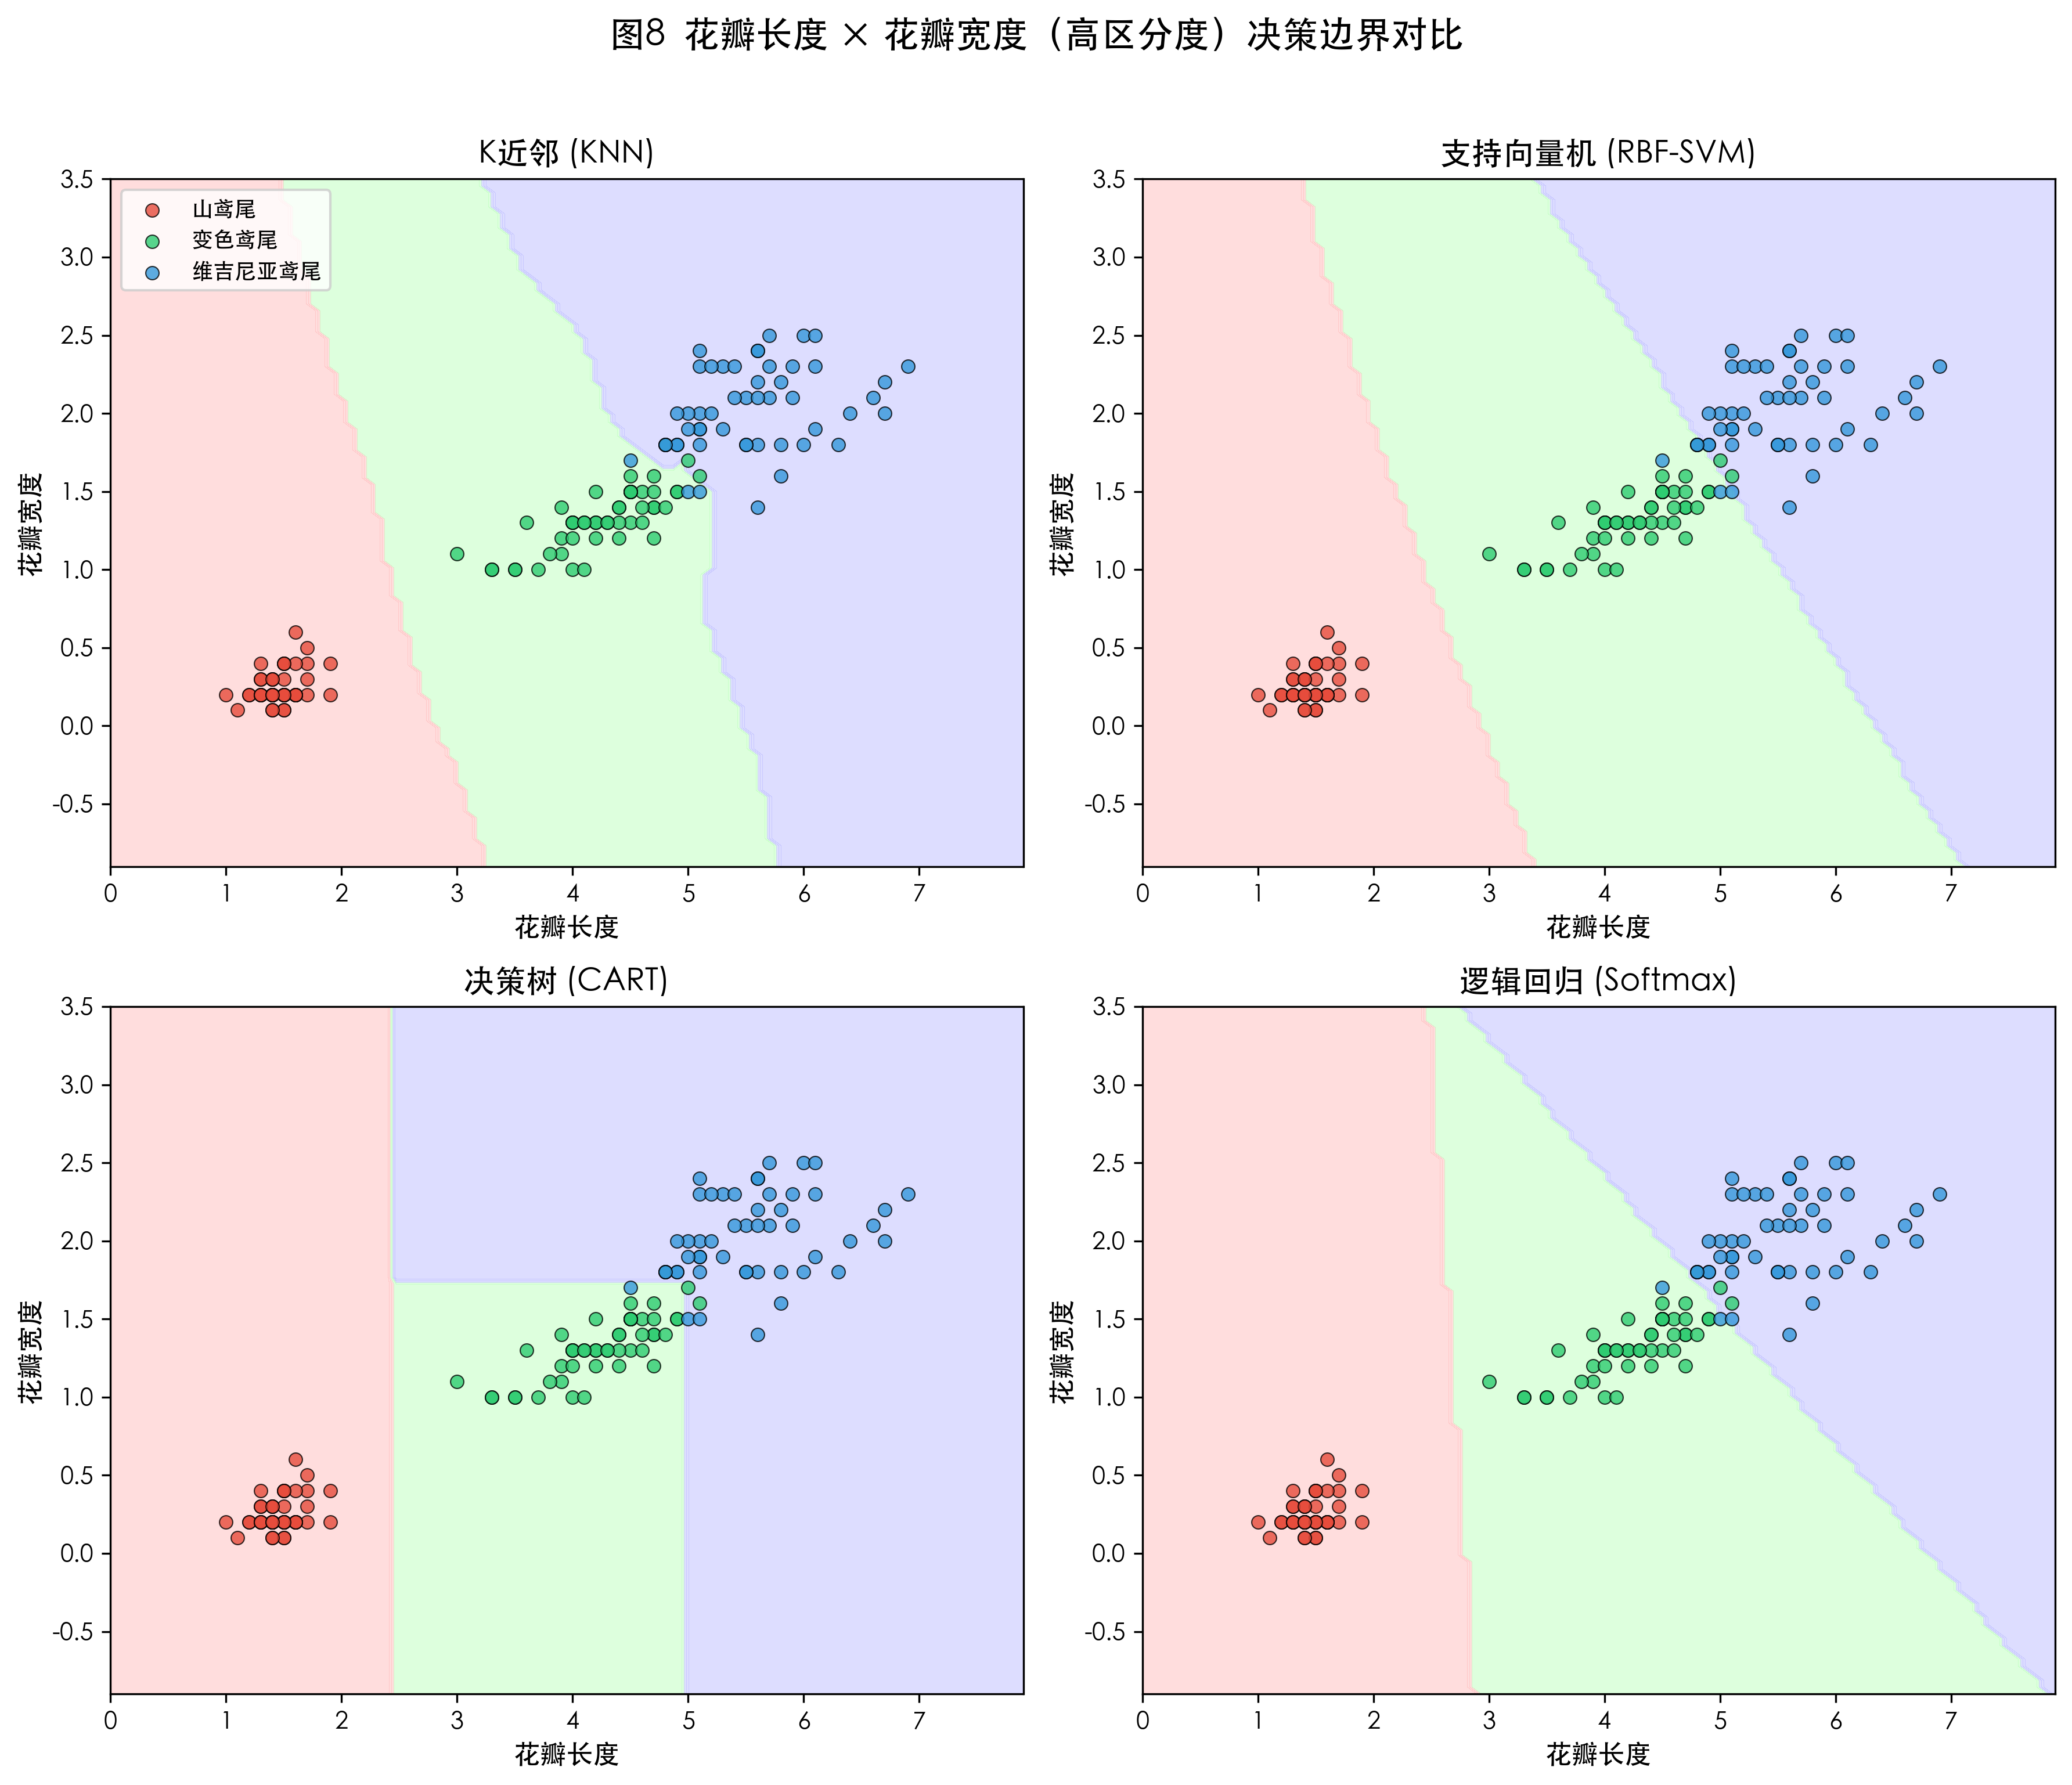 图8 花瓣长度 × 花瓣宽度（高区分度）决策边界对比
K近邻 (KNN)
山鸢尾
变色鸢尾
维吉尼亚鸢尾
3.5
3.0
2.5
2.0
1.5
1.0
0.5
0.0
-0.5
花瓣宽度
0 1 2 3 4 5 6 7
花瓣长度
支持向量机 (RBF-SVM)
3.5
3.0
2.5
2.0
1.5
1.0
0.5
0.0
-0.5
花瓣宽度
0 1 2 3 4 5 6 7
花瓣长度
决策树 (CART)
3.5
3.0
2.5
2.0
1.5
1.0
0.5
0.0
-0.5
花瓣宽度
0 1 2 3 4 5 6 7
花瓣长度
逻辑回归 (Softmax)
3.5
3.0
2.5
2.0
1.5
1.0
0.5
0.0
-0.5
花瓣宽度
0 1 2 3 4 5 6 7
花瓣长度